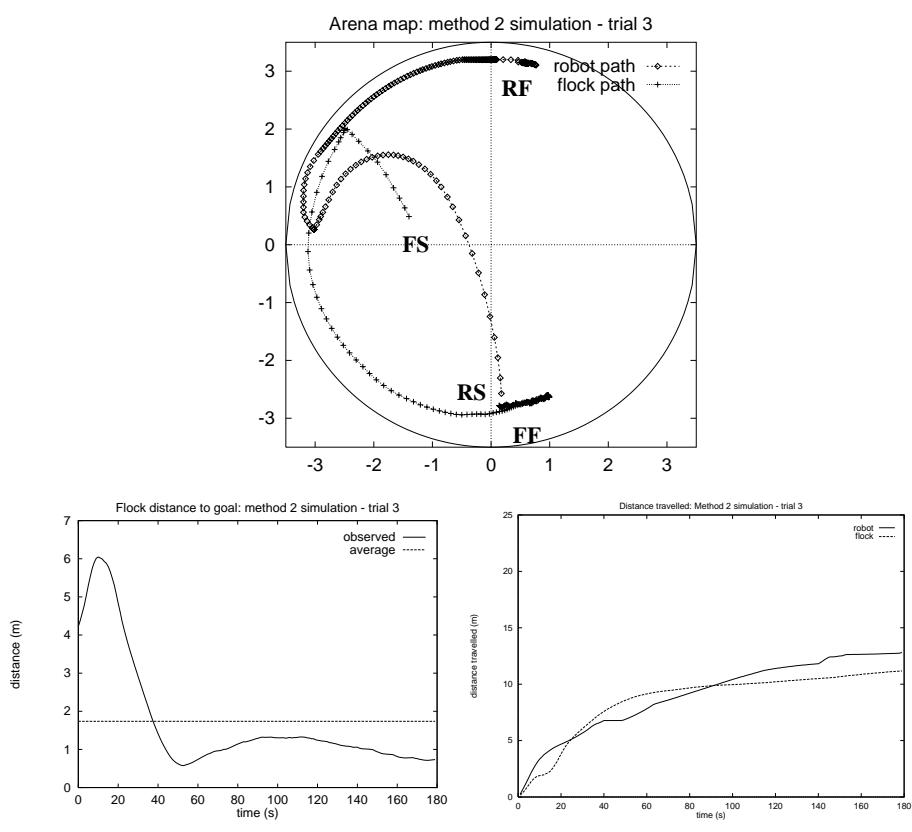 Arena map: method 2 simulation - trial 3
robot path
flock path
RF
FS
RS
FF
3
2
1
0
-1
-2
-3
-3 -2 -1 0 1 2 3
Flock distance to goal: method 2 simulation - trial 3
observed
average
distance (m)
7
6
5
4
3
2
1
0
0 20 40 60 80 100 120 140 160 180
time (s)
Distance travelled: Method 2 simulation - trial 3
robot
flock
distance travelled (m)
25
20
15
10
5
0
0 20 40 60 80 100 120 140 160 180
time (s)